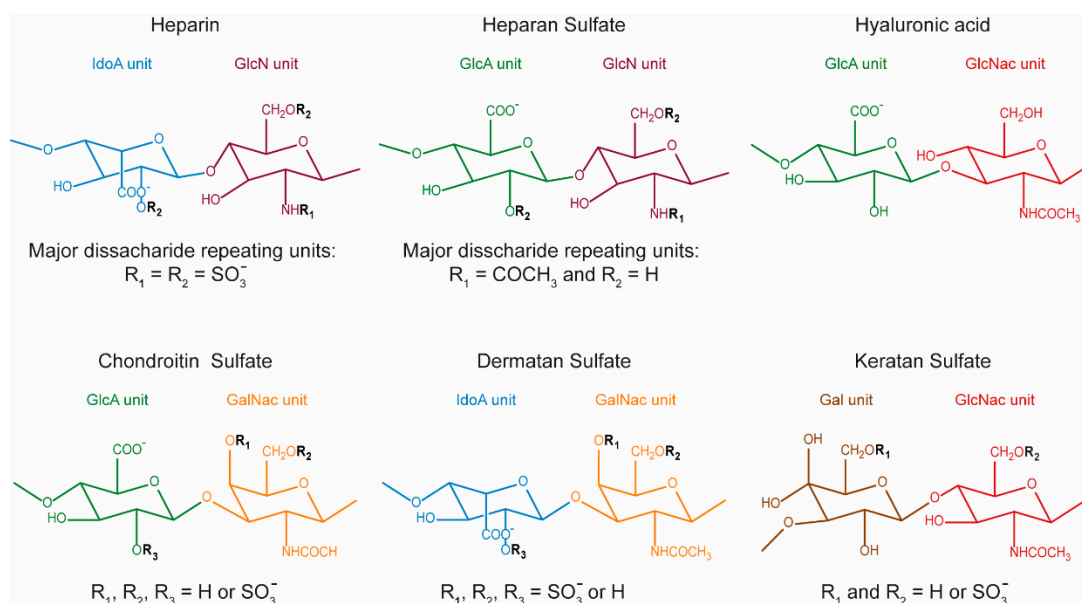 Heparin
IdoA unit GlcN unit
CH₂OR₂
O O
O O O
HO COO⁻ HO
OR₂ NHR₁
Major dissacharide repeating units:
R₁ = R₂ = SO₃⁻
Heparan Sulfate
GlcA unit GlcN unit
COO⁻ CH₂OR₂
O O
O O O
HO HO
OR₂ NHR₁
Major disscharide repeating units:
R₁ = COCH₃ and R₂ = H
Hyaluronic acid
GlcA unit GlcNac unit
COO⁻ CH₂OH
O HO O
O O O
HO
OH NHCOCH₃
Chondroitin Sulfate
GlcA unit GalNac unit
OR₁
COO⁻ CH₂OR₂
O O
O O O
HO
OR₃ NHCOCH
R₁, R₂, R₃ = H or SO₃⁻
Dermatan Sulfate
IdoA unit GalNac unit
OR₁
CH₂OR₂
O O
O O O
HO COO⁻
OR₃ NHCOCH₃
R₁, R₂, R₃ = SO₃⁻ or H
Keratan Sulfate
Gal unit GlcNac unit
OH
CH₂OR₁ CH₂OR₂
O O
HO O O
O HO
OH NHCOCH₃
R₁ and R₂ = H or SO₃⁻